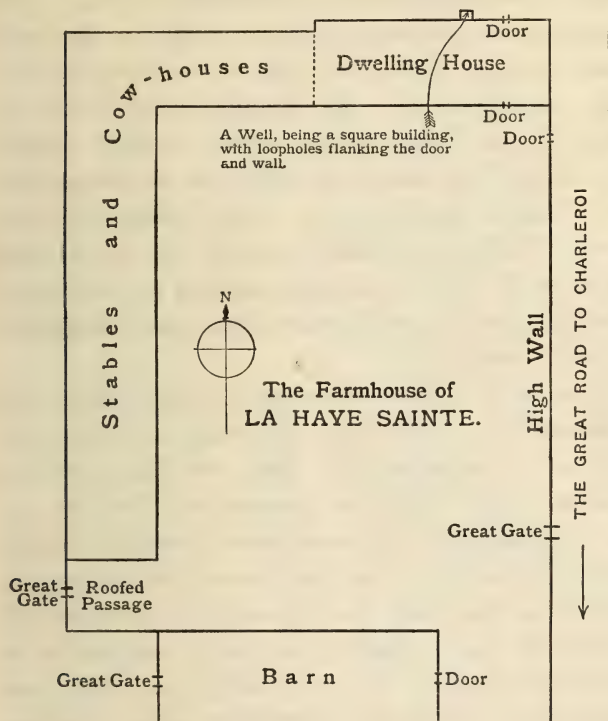 Door
Cow-houses
Dwelling House
Door
A Well, being a square building,
with loopholes flanking the door
and wall.
Door
Stables and
N
The Farmhouse of
LA HAYE SAINTE.
High Wall
THE GREAT ROAD TO CHARLEROI
Great Gate
Great
Gate
Roofed
Passage
Great Gate
Barn
Door